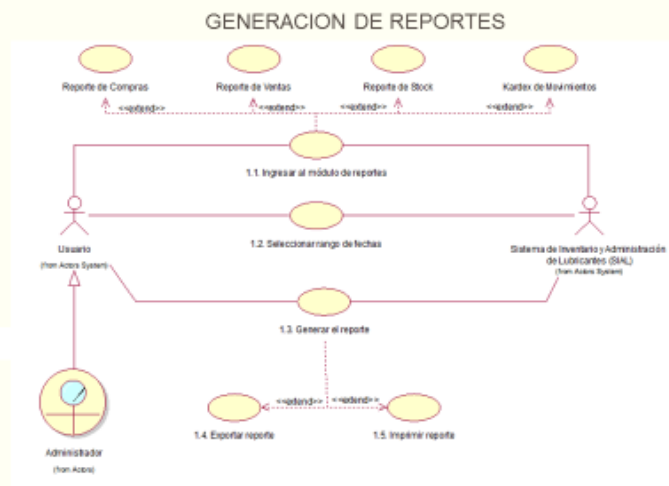 GENERACION DE REPORTES
Reporte de Compras
Reporte de Ventas
Reporte de Stock
Kardex de Movimientos
<<extend>>
<<extend>>
<<extend>>
<<extend>>
1.1. Ingresar al módulo de reportes
1.2. Seleccionar rango de fechas
Usuario
(from Actors System)
Sistema de Inventario y Administración
de Lubricantes (SIAL)
(from Actors System)
1.3. Generar el reporte
<<extend>>
<<extend>>
1.4. Exportar reporte
1.5. Imprimir reporte
Administrador
(from Actors)